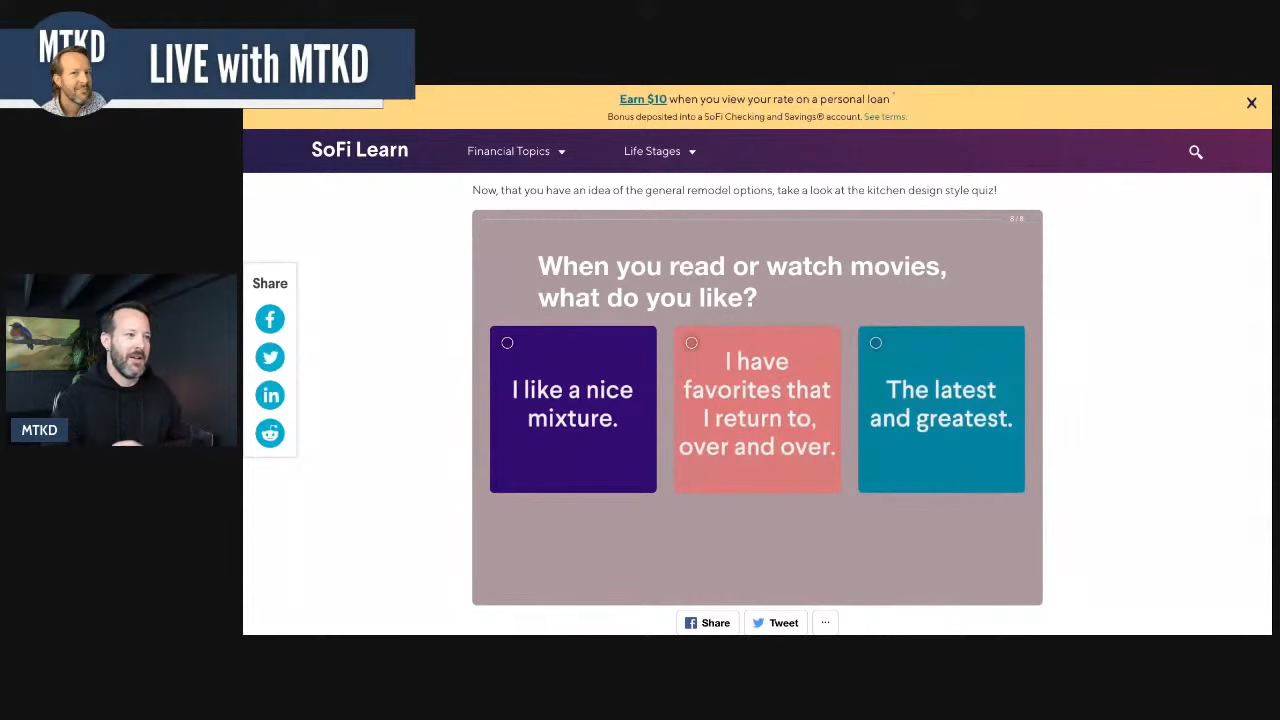 MTKD
LIVE with MTKD
Earn $10 when you view your rate on a personal loan
Bonus deposited into a SoFi Checking and Savings® account. See terms.
X
SoFi Learn
Financial Topics
Life Stages
Now, that you have an idea of the general remodel options, take a look at the kitchen design style quiz!
8/8
When you read or watch movies,
what do you like?
Share
I like a nice
mixture.
I have
favorites that
I return to,
over and over.
The latest
and greatest.
MTKD
Share
Tweet
...